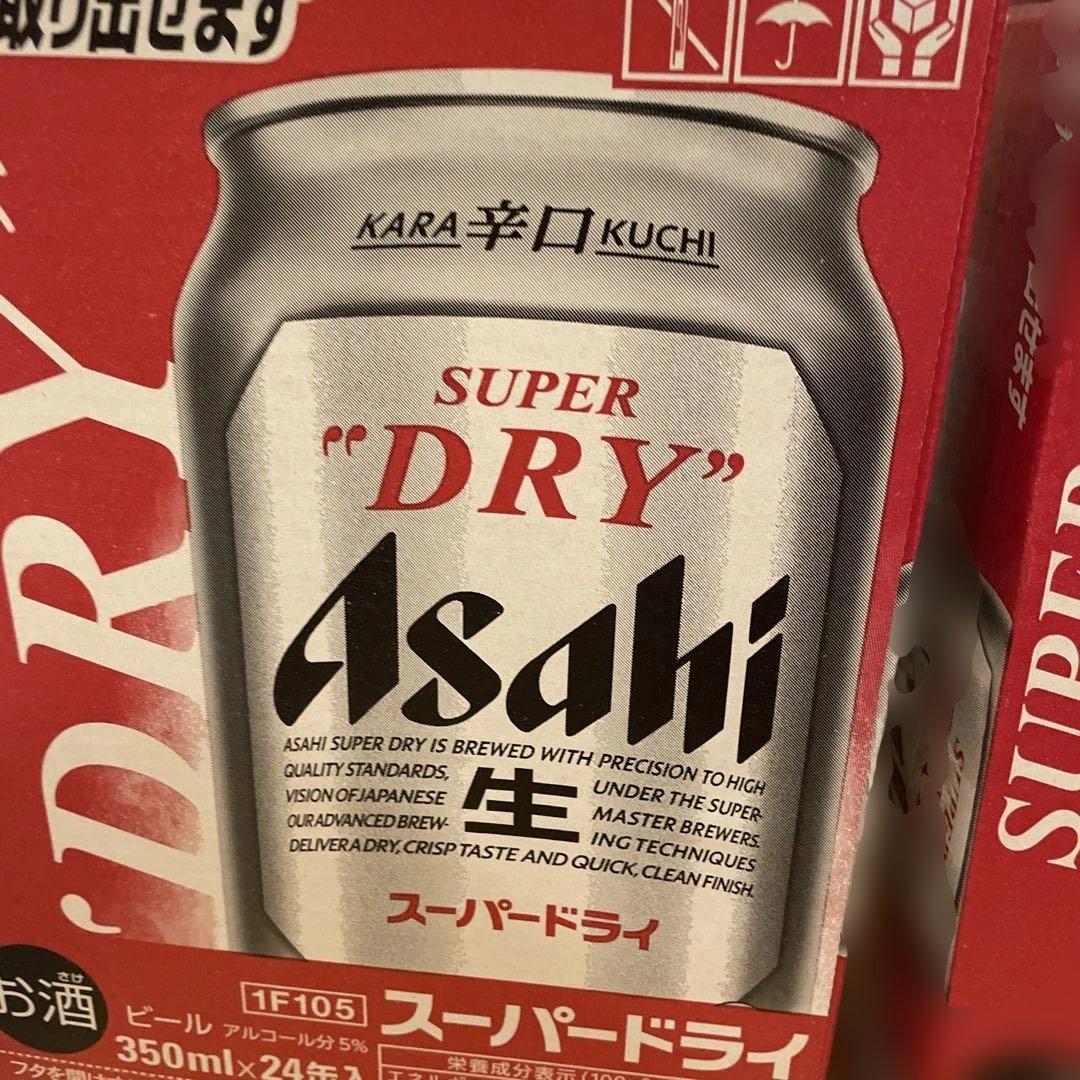 取り出せます
KARA 辛口 KUCHI
SUPER
"DRY"
Asahi
ASAHI SUPER DRY IS BREWED WITH PRECISION TO HIGH
QUALITY STANDARDS, UNDER THE SUPER-
VISION OF JAPANESE MASTER BREWERS.
OUR ADVANCED BREW- ING TECHNIQUES
生
DELIVER A DRY, CRISP TASTE AND QUICK, CLEAN FINISH.
スーパードライ
"DRY
SUPER
さけ
お酒
ビール アルコール分5%
350ml×24缶入
1F105
スーパードライ
栄養成分表示